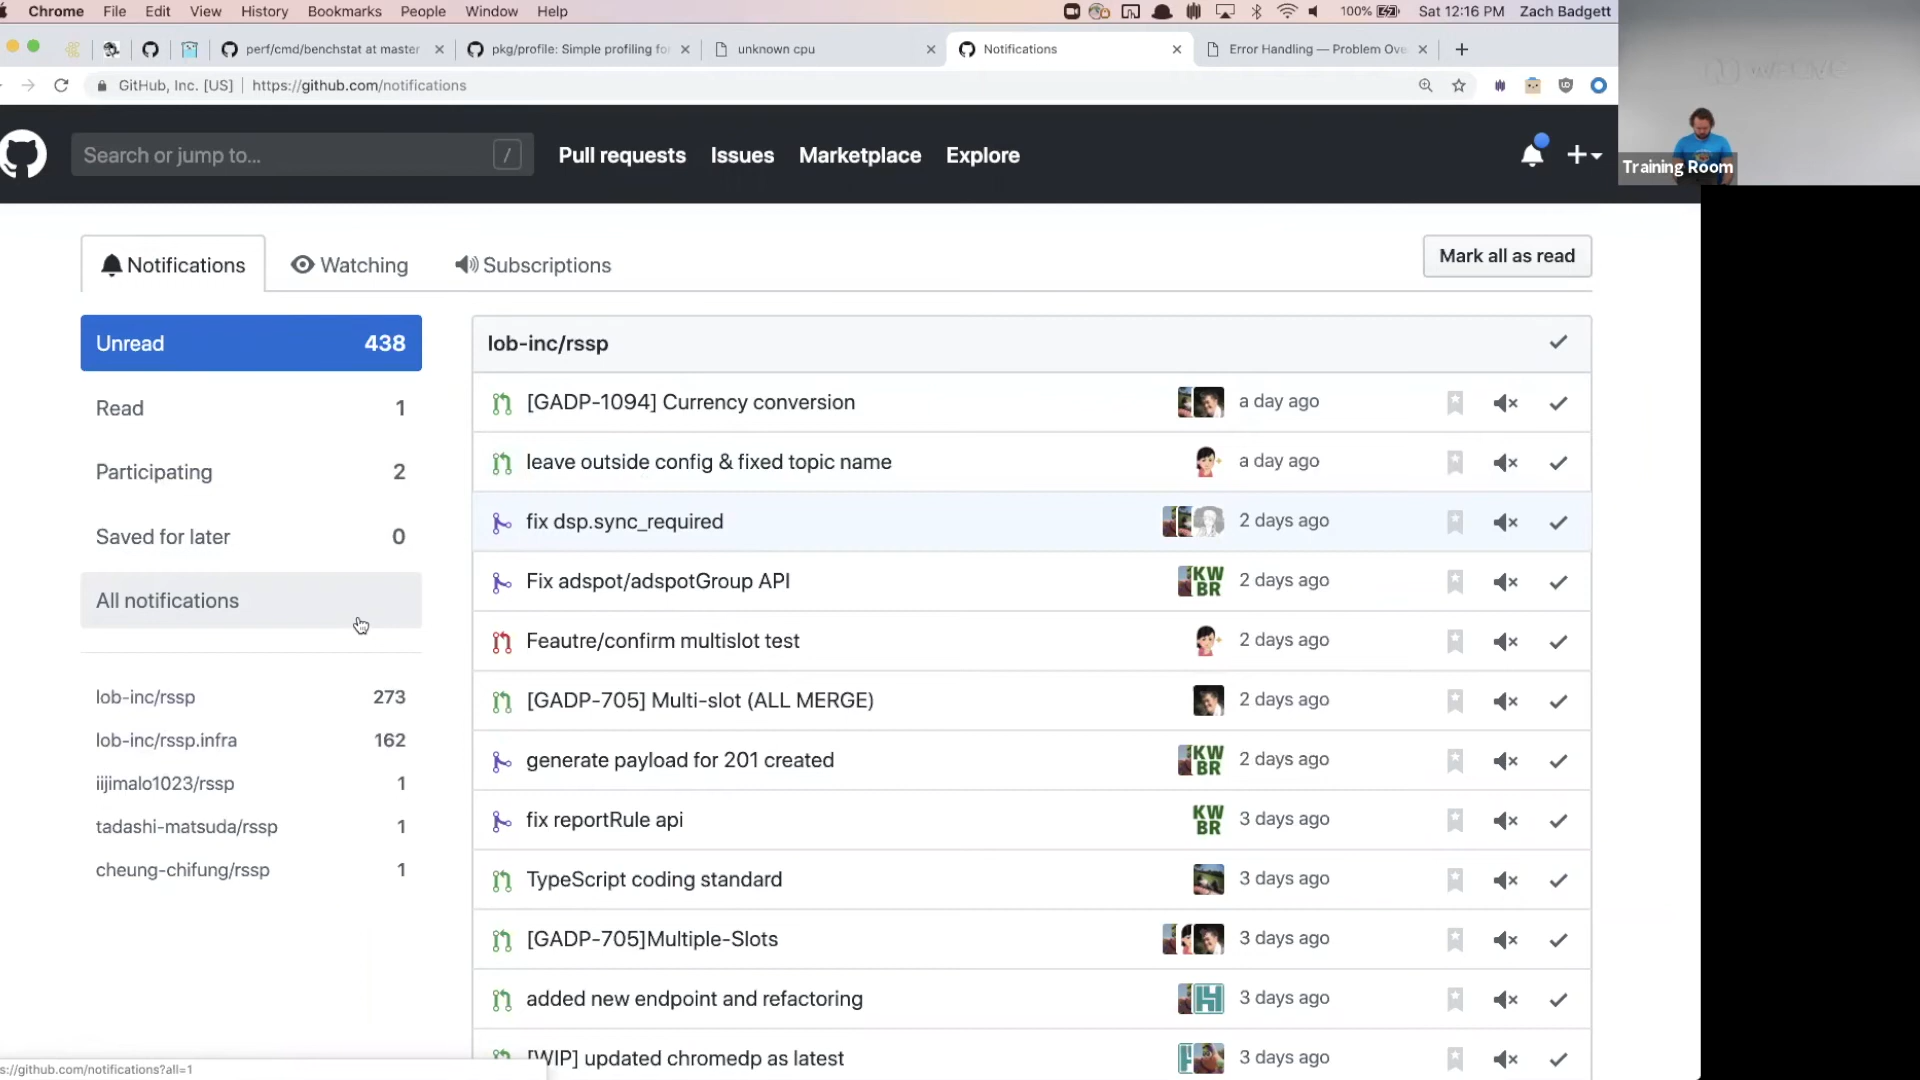 Chrome File Edit View History Bookmarks People Window Help 100% Sat 12:16 PM Zach Badgett
perf/cmd/benchstat at master pkg/profile: Simple profiling fo unknown cpu Notifications Error Handling — Problem Ove
GitHub, Inc. [US] https://github.com/notifications
Training Room
Search or jump to... / Pull requests Issues Marketplace Explore
Notifications Watching Subscriptions Mark all as read
Unread 438
Read 1
Participating 2
Saved for later 0
All notifications
lob-inc/rssp 273
lob-inc/rssp.infra 162
iijimalo1023/rssp 1
tadashi-matsuda/rssp 1
cheung-chifung/rssp 1
lob-inc/rssp
[GADP-1094] Currency conversion a day ago
leave outside config & fixed topic name a day ago
fix dsp.sync_required 2 days ago
Fix adspot/adspotGroup API KW BR 2 days ago
Feautre/confirm multislot test 2 days ago
[GADP-705] Multi-slot (ALL MERGE) 2 days ago
generate payload for 201 created KW BR 2 days ago
fix reportRule api KW BR 3 days ago
TypeScript coding standard 3 days ago
[GADP-705]Multiple-Slots 3 days ago
added new endpoint and refactoring 3 days ago
[WIP] updated chromedp as latest 3 days ago
s://github.com/notifications?all=1